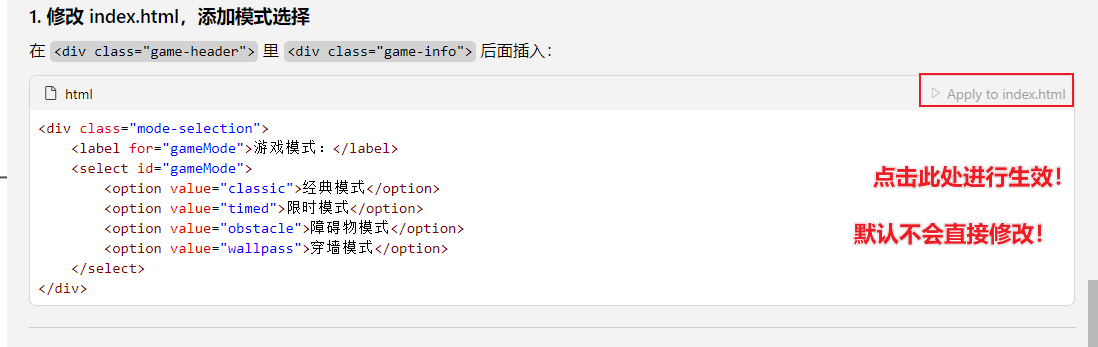 1. 修改 index.html，添加模式选择
在 <div class="game-header"> 里 <div class="game-info"> 后面插入：
html
Apply to index.html
<div class="mode-selection">
    <label for="gameMode">游戏模式：</label>
    <select id="gameMode">
        <option value="classic">经典模式</option>
        <option value="timed">限时模式</option>
        <option value="obstacle">障碍物模式</option>
        <option value="wallpass">穿墙模式</option>
    </select>
</div>
点击此处进行生效！
默认不会直接修改！